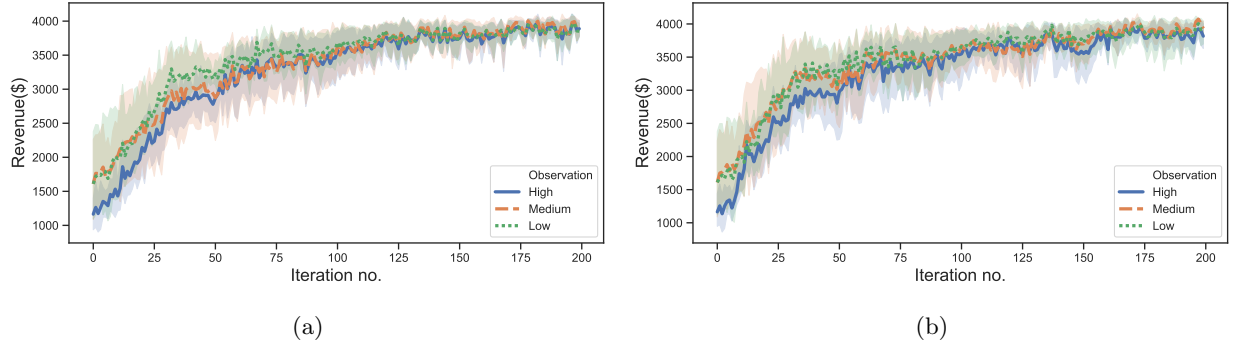 4000
3500
3000
2500
2000
1500
1000
Revenue($)
0 25 50 75 100 125 150 175 200
Iteration no.
Observation
High
Medium
Low
(a)
4000
3500
3000
2500
2000
1500
1000
Revenue($)
0 25 50 75 100 125 150 175 200
Iteration no.
Observation
High
Medium
Low
(b)